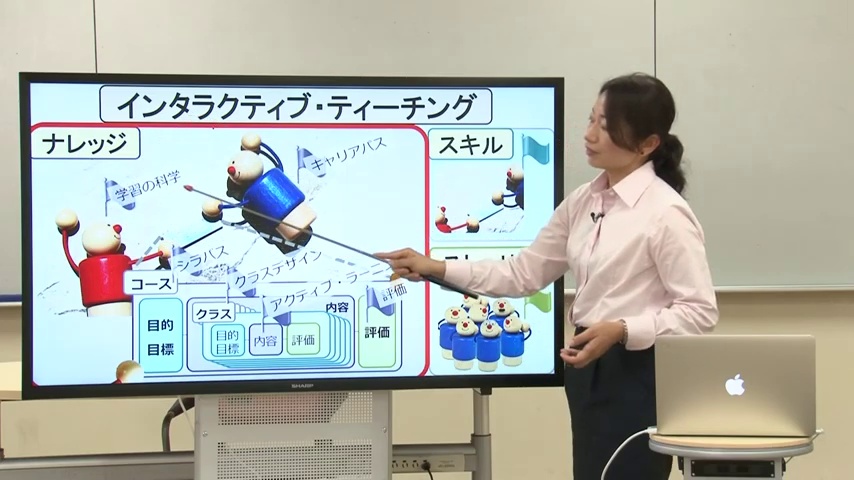 インタラクティブ・ティーチング
ナレッジ
スキル
キャリアパス
学習の科学
シラバス
クラスデザイン
アクティブ・ラーニ
評価
コース
クラス
内容
目的
目標
目的
目標
内容
評価
評価
SHARP